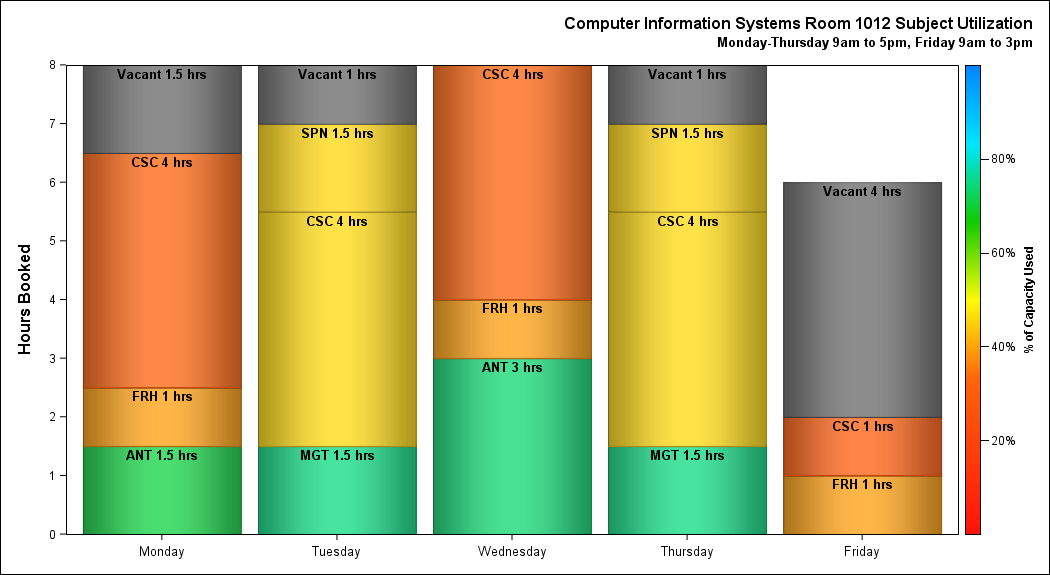 Computer Information Systems Room 1012 Subject Utilization
Monday-Thursday 9am to 5pm, Friday 9am to 3pm
Hours Booked
8
7
6
5
4
3
2
1
0
Vacant 1.5 hrs
CSC 4 hrs
FRH 1 hrs
ANT 1.5 hrs
Vacant 1 hrs
SPN 1.5 hrs
CSC 4 hrs
MGT 1.5 hrs
CSC 4 hrs
FRH 1 hrs
ANT 3 hrs
Vacant 1 hrs
SPN 1.5 hrs
CSC 4 hrs
MGT 1.5 hrs
Vacant 4 hrs
CSC 1 hrs
FRH 1 hrs
Monday
Tuesday
Wednesday
Thursday
Friday
80%
60%
40%
20%
% of Capacity Used